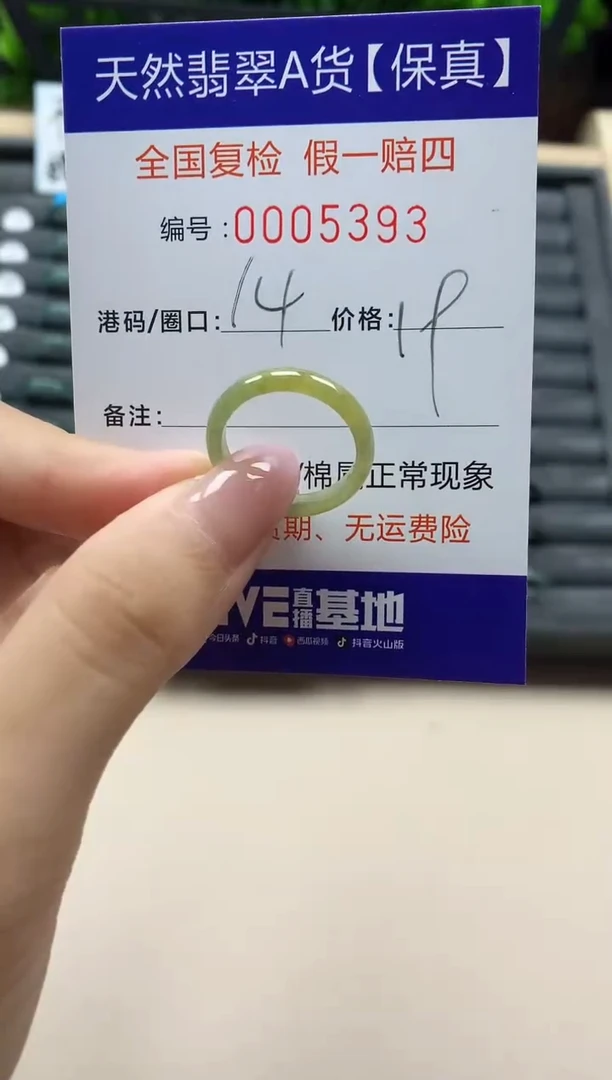 天然翡翠A货【保真】
全国复检 假一赔四
编号:0005393
港码/圈口:14 价格:19
备注:
/棉属正常现象
期、无运费险
VE直播基地
今日头条 抖音 西瓜视频 抖音火山版